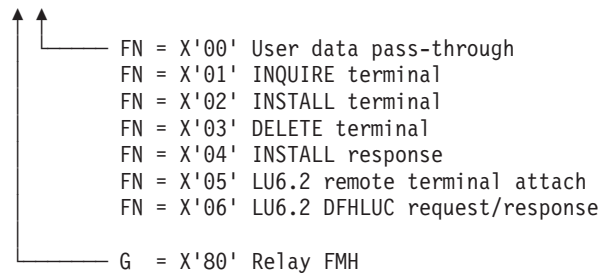 FN = X'00' User data pass-through
FN = X'01' INQUIRE terminal
FN = X'02' INSTALL terminal
FN = X'03' DELETE terminal
FN = X'04' INSTALL response
FN = X'05' LU6.2 remote terminal attach
FN = X'06' LU6.2 DFHLUC request/response
G = X'80' Relay FMH